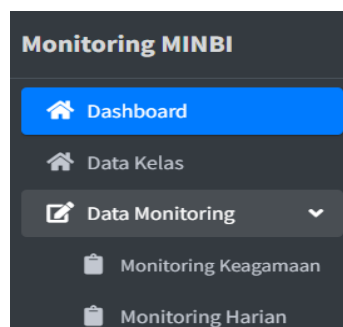 Monitoring MINBI
Dashboard
Data Kelas
Data Monitoring
Monitoring Keagamaan
Monitoring Harian